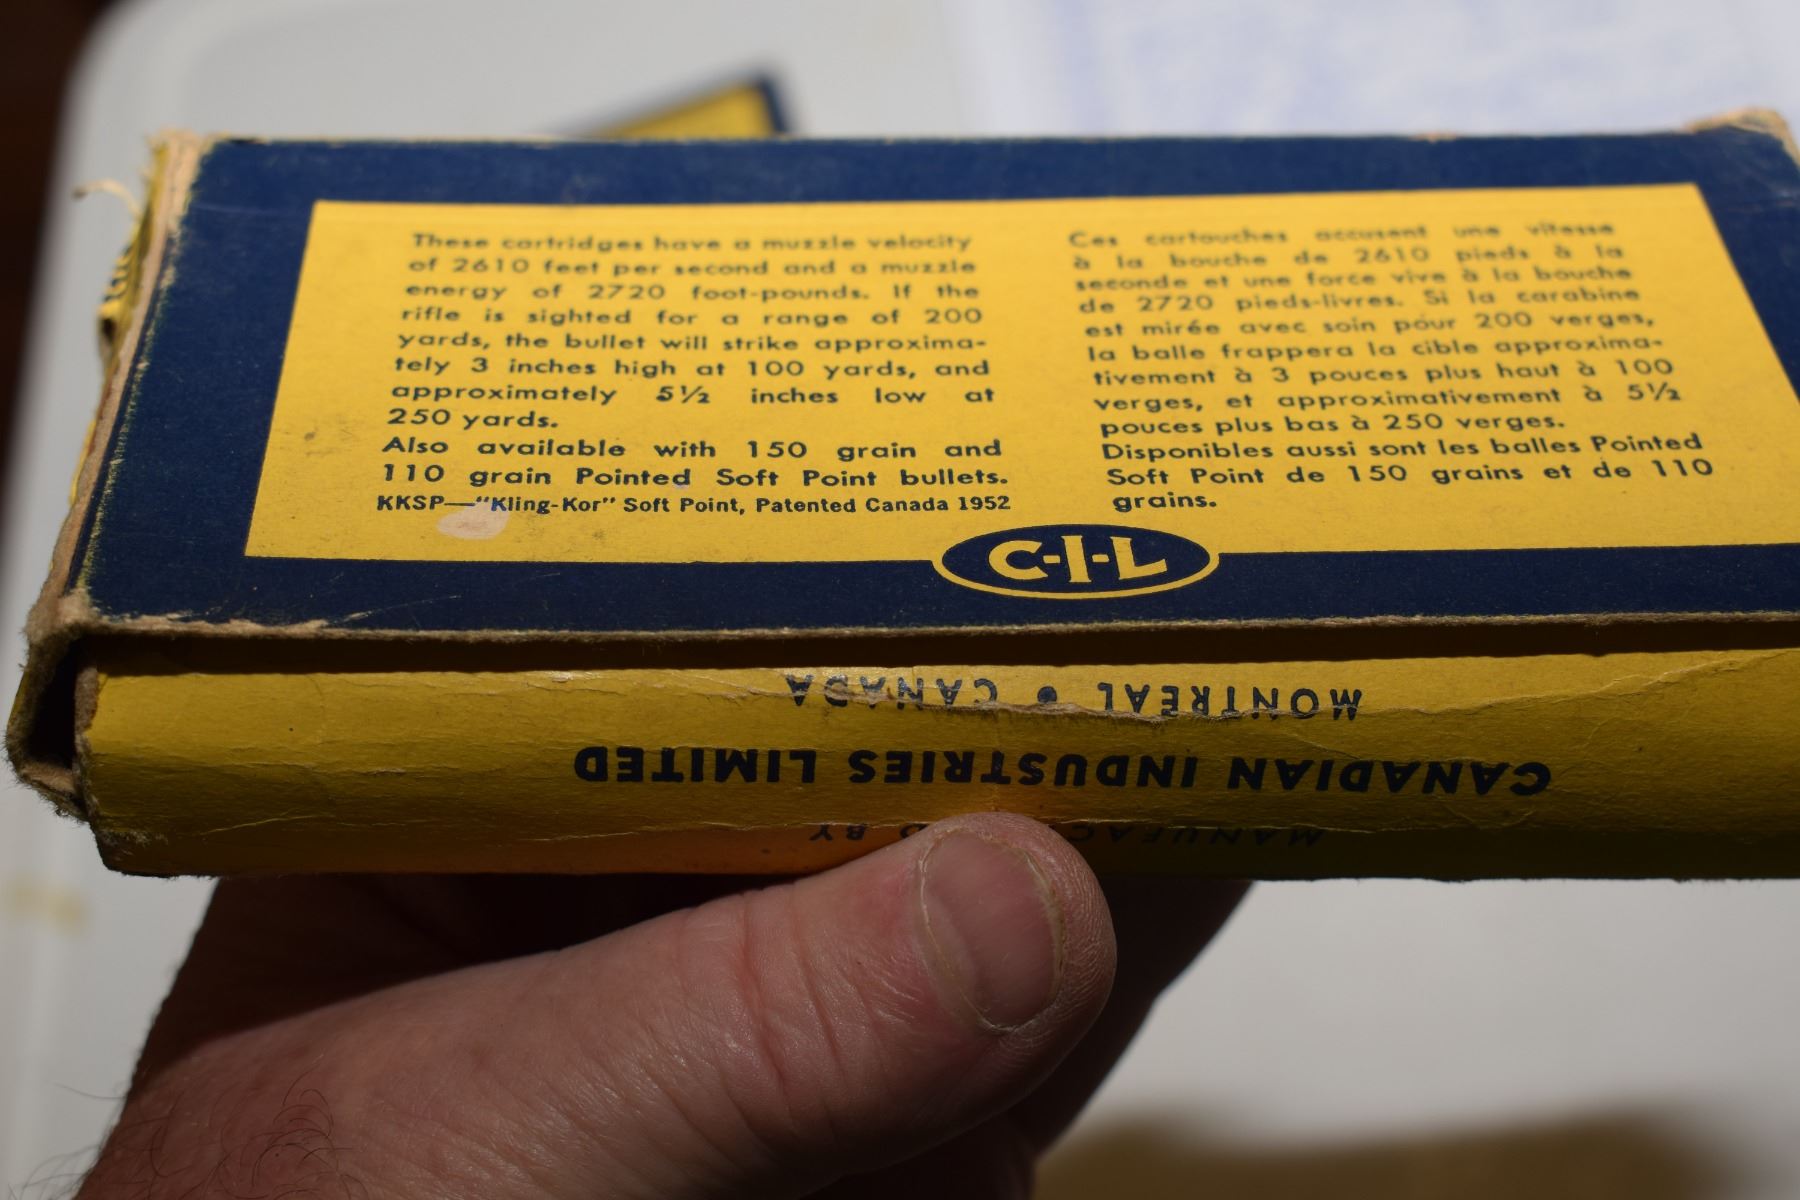 These cartridges have a muzzle velocity
of 2610 feet per second and a muzzle
energy of 2720 foot-pounds. If the
rifle is sighted for a range of 200
yards, the bullet will strike approxima-
tely 3 inches high at 100 yards, and
approximately 5½ inches low at
250 yards.
Also available with 150 grain and
110 grain Pointed Soft Point bullets.
KKSP—"Kling-Kor" Soft Point, Patented Canada 1952
Ces cartouches accusent une vitesse
à la bouche de 2610 pieds à la
seconde et une force vive à la bouche
de 2720 pieds-livres. Si la carabine
est mirée avec soin pour 200 verges,
la balle frappera la cible approxima-
tivement à 3 pouces plus haut à 100
verges, et approximativement à 5½
pouces plus bas à 250 verges.
Disponibles aussi sont les balles Pointed
Soft Point de 150 grains et de 110
grains.
C-I-L
BY
CANADIAN INDUSTRIES LIMITED
MONTREAL • CANADA